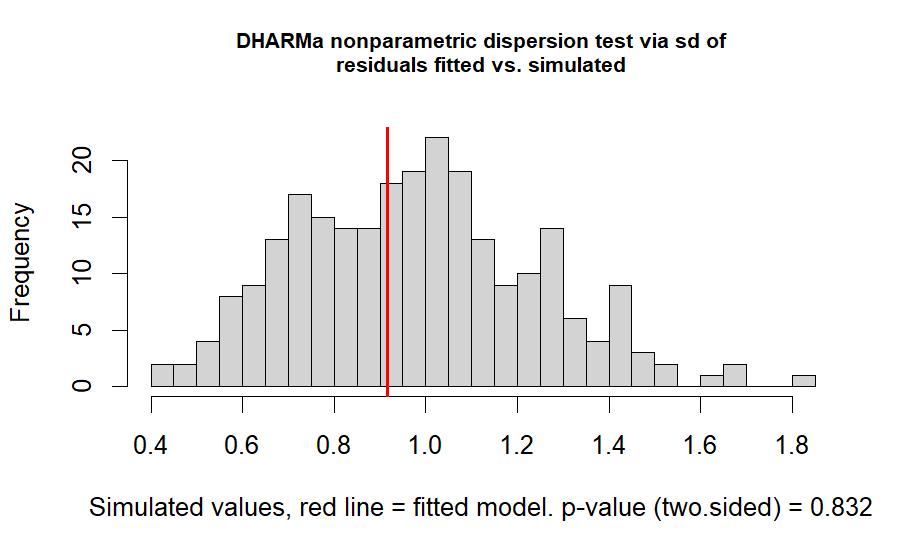 DHARMa nonparametric dispersion test via sd of
residuals fitted vs. simulated
Frequency
20
15
10
5
0
0.4 0.6 0.8 1.0 1.2 1.4 1.6 1.8
Simulated values, red line = fitted model. p-value (two.sided) = 0.832